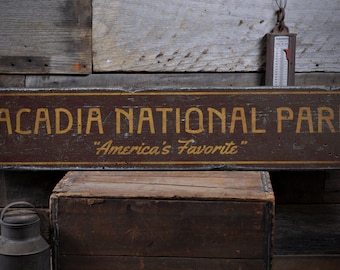 ACADIA NATIONAL PAR
"America's Favorite"